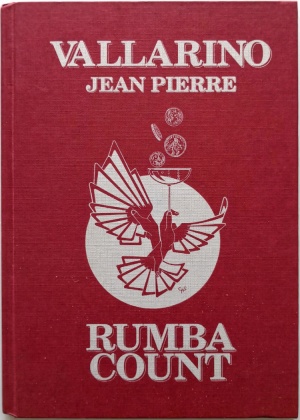 VALLARINO
JEAN PIERRE
RUMBA
COUNT